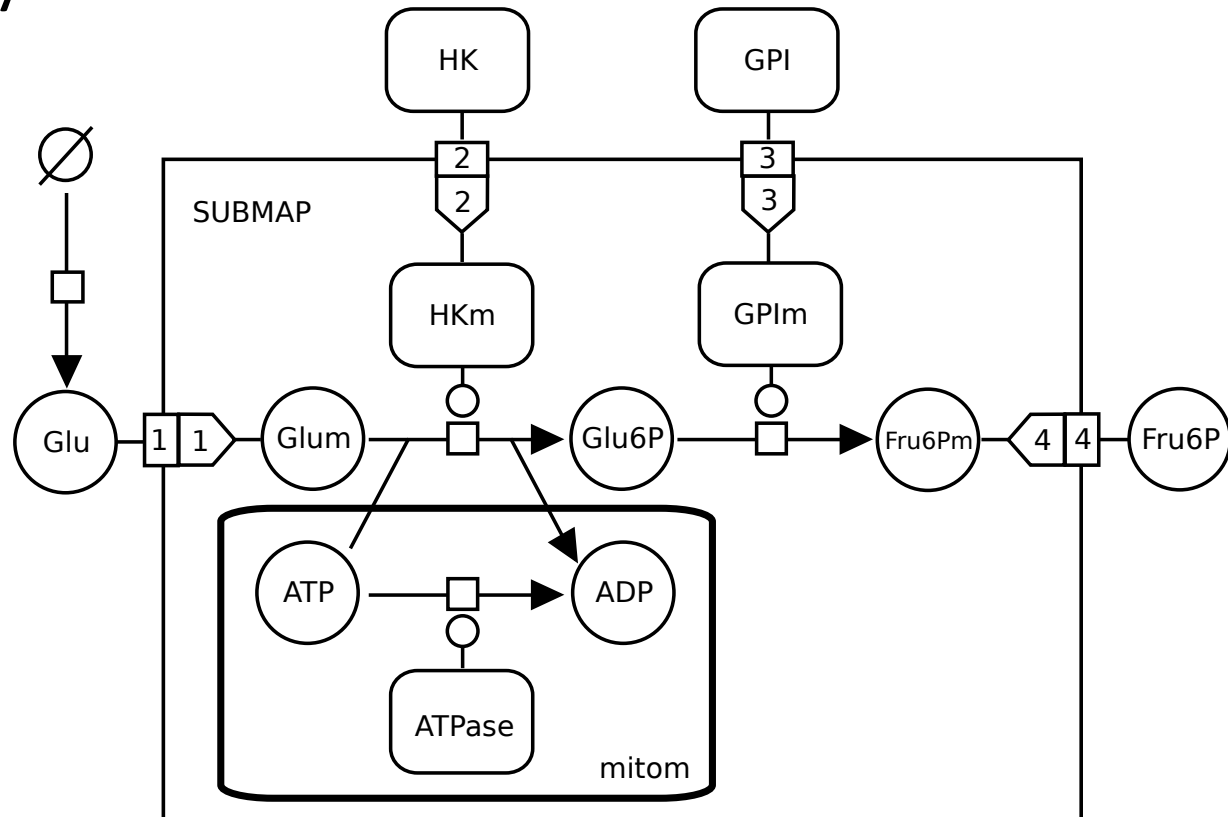 HK
GPI
2
3
SUBMAP
2
3
HKm
GPIm
Glu
1
1
Glum
Glu6P
Fru6Pm
4
4
Fru6P
ATP
ADP
ATPase
mitom